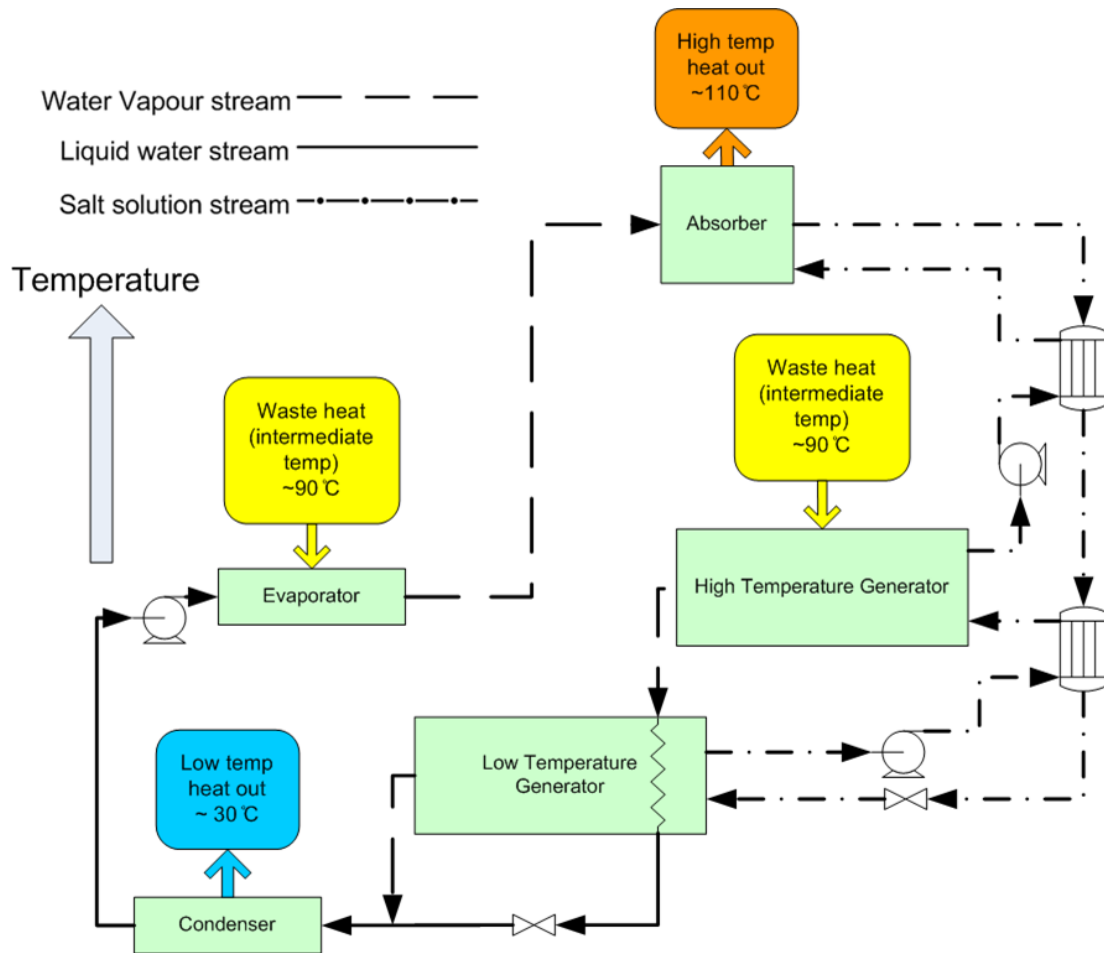 High temp
heat out
~110℃
Water Vapour stream
Liquid water stream
Salt solution stream
Absorber
Temperature
Waste heat
(intermediate
temp)
~90℃
Waste heat
(intermediate
temp)
~90℃
Evaporator
High Temperature Generator
Low Temperature
Generator
Low temp
heat out
~ 30℃
Condenser